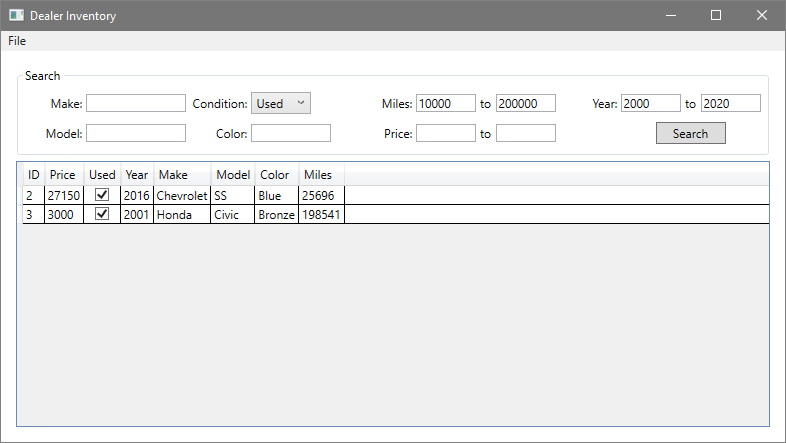 Dealer Inventory
File
Search
Make: Condition: Used Miles: 10000 to 200000 Year: 2000 to 2020
Model: Color: Price: to Search
ID Price Used Year Make Model Color Miles
2 27150 2016 Chevrolet SS Blue 25696
3 3000 2001 Honda Civic Bronze 198541